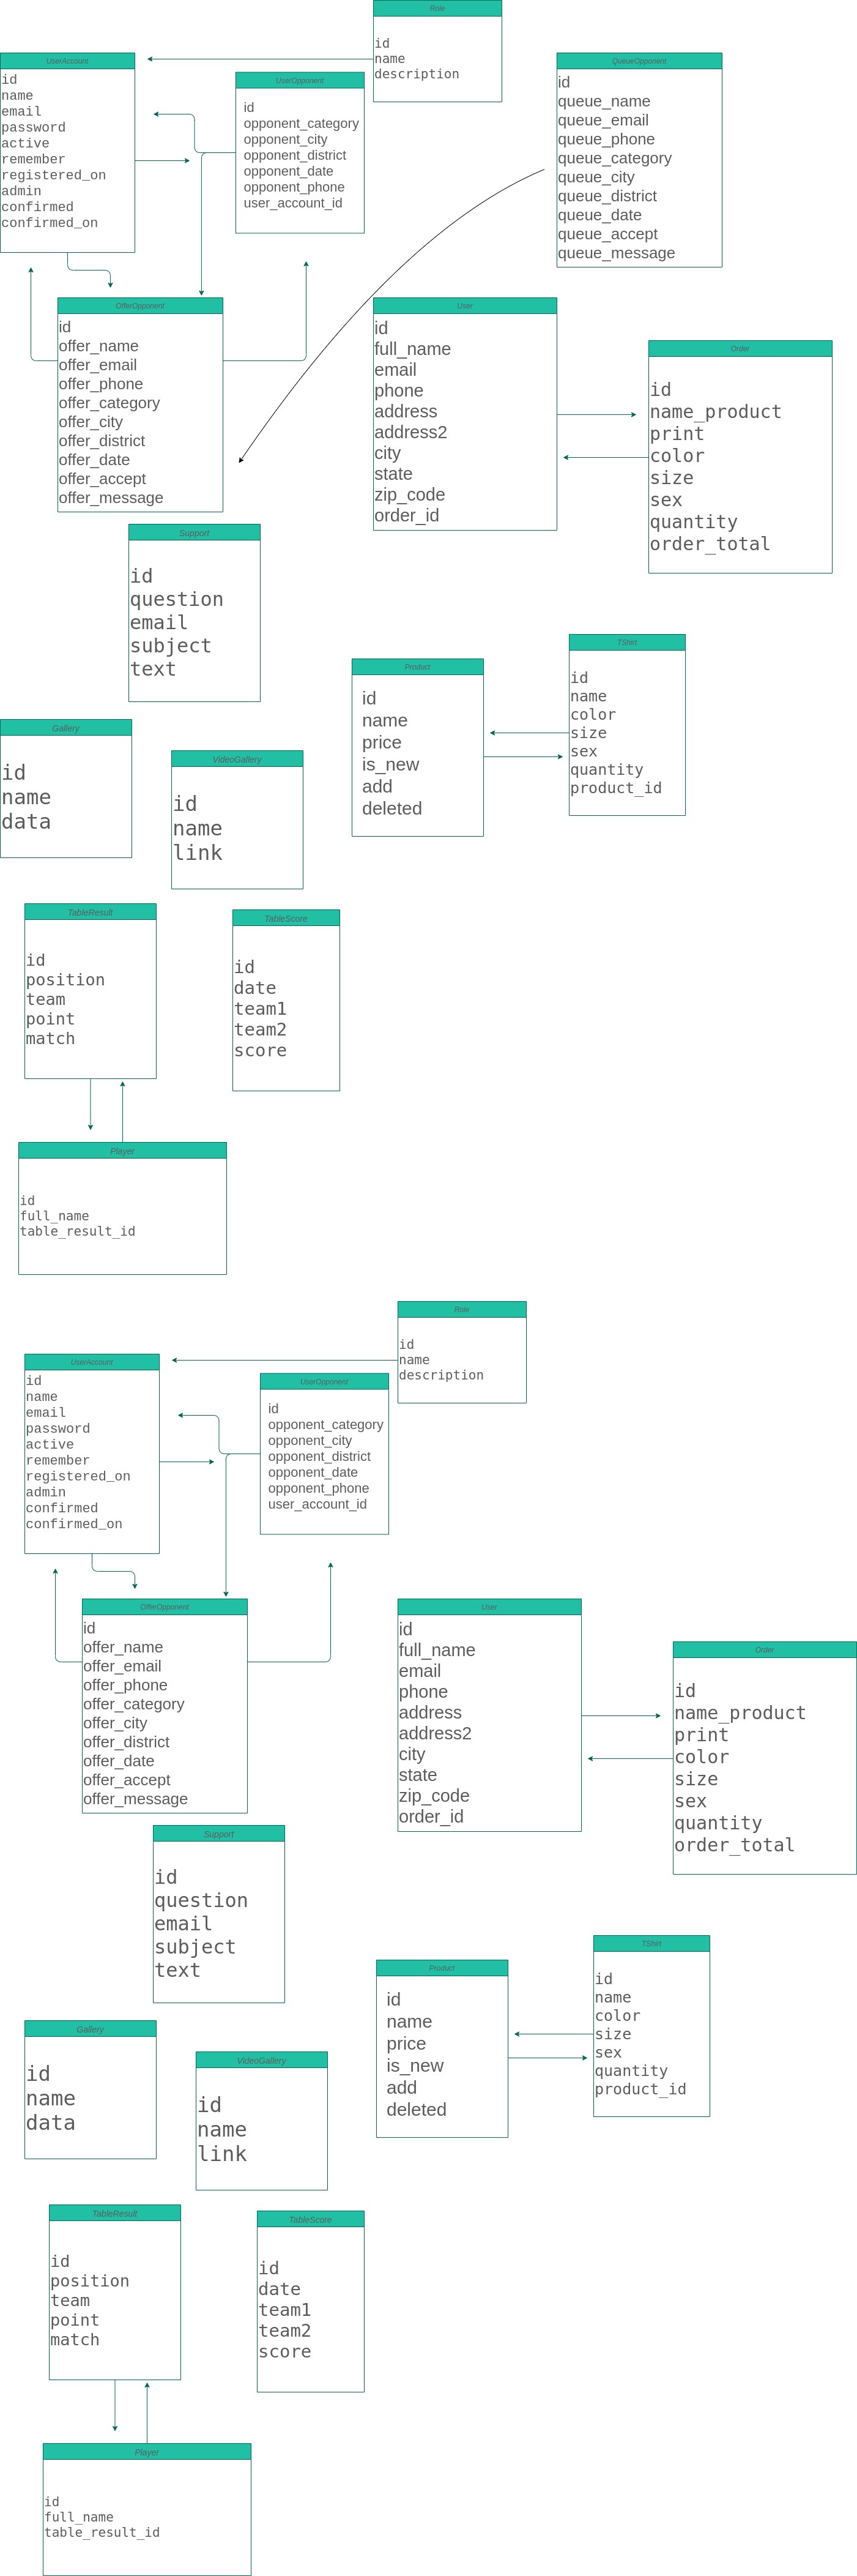 Role
id
name
description
UserAccount
id
name
email
password
active
remember
registered_on
admin
confirmed
confirmed_on
UserOpponent
id
opponent_category
opponent_city
opponent_district
opponent_date
opponent_phone
user_account_id
QueueOpponent
id
queue_name
queue_email
queue_phone
queue_category
queue_city
queue_district
queue_date
queue_accept
queue_message
OfferOpponent
id
offer_name
offer_email
offer_phone
offer_category
offer_city
offer_district
offer_date
offer_accept
offer_message
User
id
full_name
email
phone
address
address2
city
state
zip_code
order_id
Order
id
name_product
print
color
size
sex
quantity
order_total
Support
id
question
email
subject
text
Product
id
name
price
is_new
add
deleted
TShirt
id
name
color
size
sex
quantity
product_id
Gallery
id
name
data
VideoGallery
id
name
link
TableResult
id
position
team
point
match
TableScore
id
date
team1
team2
score
Player
id
full_name
table_result_id
Role
id
name
description
UserAccount
id
name
email
password
active
remember
registered_on
admin
confirmed
confirmed_on
UserOpponent
id
opponent_category
opponent_city
opponent_district
opponent_date
opponent_phone
user_account_id
OfferOpponent
id
offer_name
offer_email
offer_phone
offer_category
offer_city
offer_district
offer_date
offer_accept
offer_message
User
id
full_name
email
phone
address
address2
city
state
zip_code
order_id
Order
id
name_product
print
color
size
sex
quantity
order_total
Support
id
question
email
subject
text
Product
id
name
price
is_new
add
deleted
TShirt
id
name
color
size
sex
quantity
product_id
Gallery
id
name
data
VideoGallery
id
name
link
TableResult
id
position
team
point
match
TableScore
id
date
team1
team2
score
Player
id
full_name
table_result_id